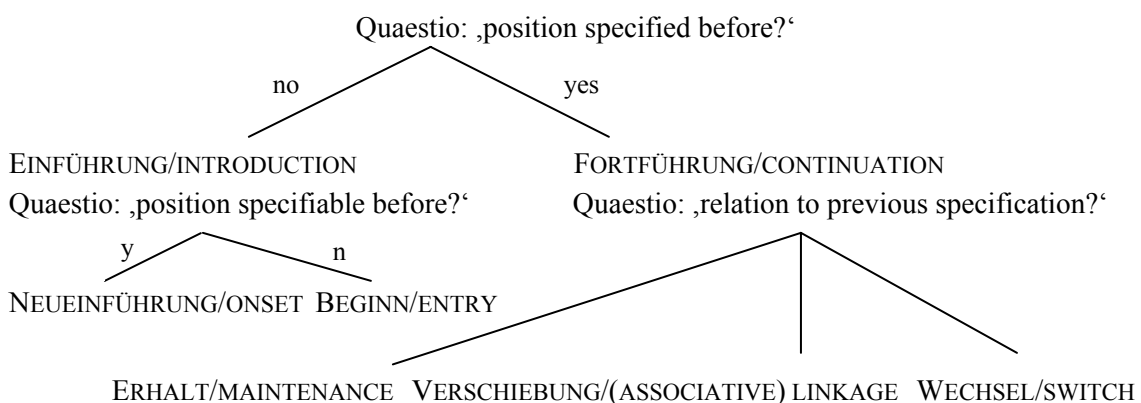 Quaestio: ‚position specified before?‘
no yes
EINFÜHRUNG/INTRODUCTION FORTFÜHRUNG/CONTINUATION
Quaestio: ‚position specifiable before?‘ Quaestio: ‚relation to previous specification?‘
y n
NEUEINFÜHRUNG/ONSET BEGINN/ENTRY
ERHALT/MAINTENANCE VERSCHIEBUNG/(ASSOCIATIVE) LINKAGE WECHSEL/SWITCH